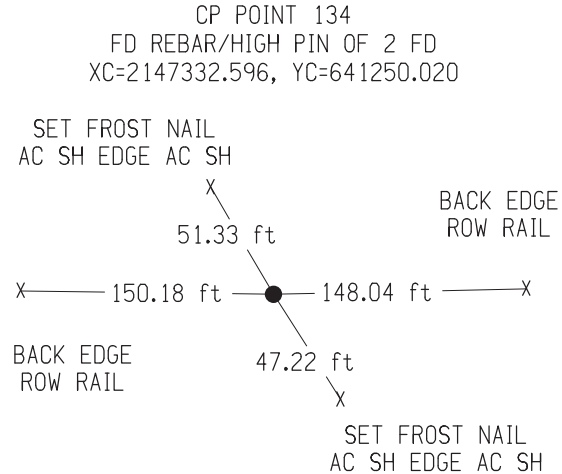 CP POINT 134
FD REBAR/HIGH PIN OF 2 FD
XC=2147332.596, YC=641250.020
SET FROST NAIL
AC SH EDGE AC SH
BACK EDGE
ROW RAIL
51.33 ft
150.18 ft
148.04 ft
BACK EDGE
ROW RAIL
47.22 ft
SET FROST NAIL
AC SH EDGE AC SH